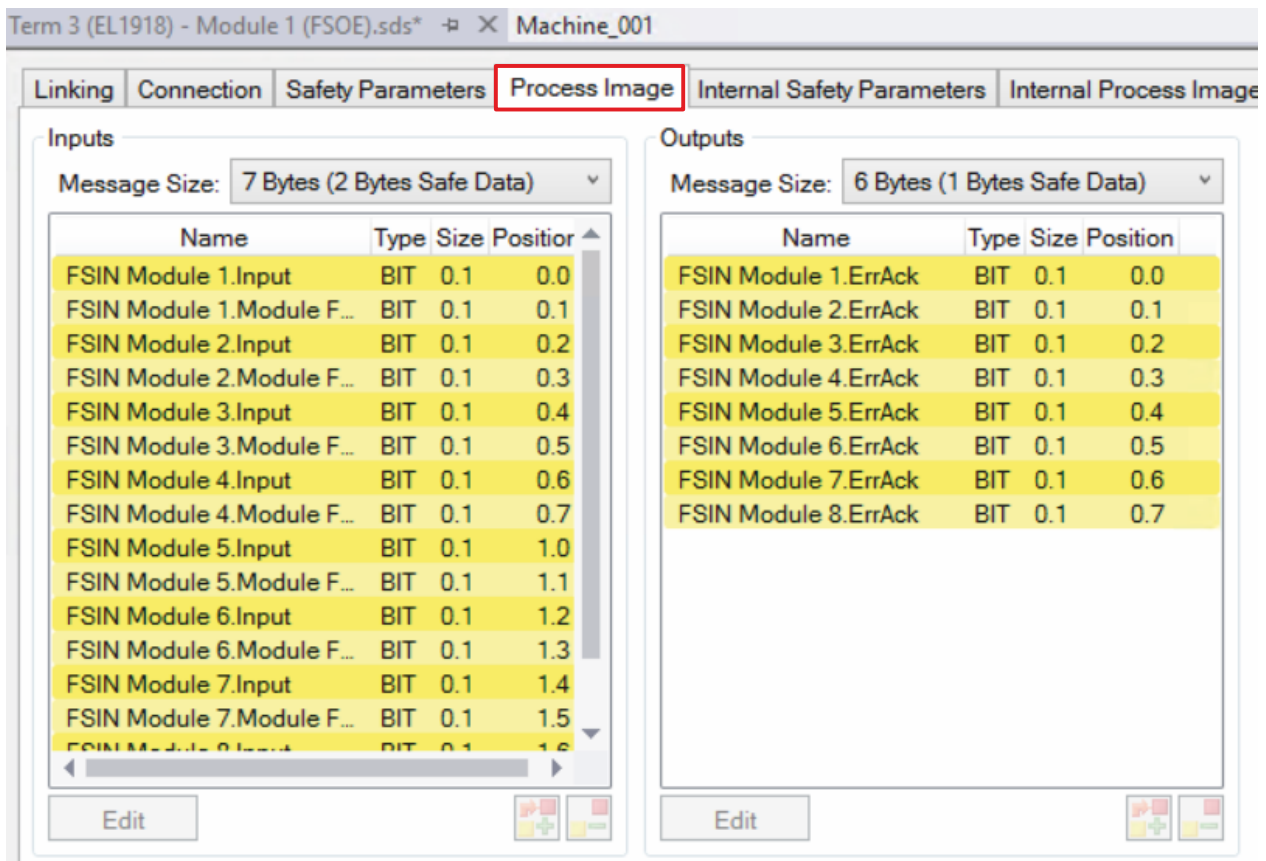 Term 3 (EL1918) - Module 1 (FSOE).sds* Machine_001
Linking Connection Safety Parameters Process Image Internal Safety Parameters Internal Process Image
Inputs
Message Size: 7 Bytes (2 Bytes Safe Data)
Name Type Size Position
FSIN Module 1.Input BIT 0.1 0.0
FSIN Module 1.Module F... BIT 0.1 0.1
FSIN Module 2.Input BIT 0.1 0.2
FSIN Module 2.Module F... BIT 0.1 0.3
FSIN Module 3.Input BIT 0.1 0.4
FSIN Module 3.Module F... BIT 0.1 0.5
FSIN Module 4.Input BIT 0.1 0.6
FSIN Module 4.Module F... BIT 0.1 0.7
FSIN Module 5.Input BIT 0.1 1.0
FSIN Module 5.Module F... BIT 0.1 1.1
FSIN Module 6.Input BIT 0.1 1.2
FSIN Module 6.Module F... BIT 0.1 1.3
FSIN Module 7.Input BIT 0.1 1.4
FSIN Module 7.Module F... BIT 0.1 1.5
FSIN Module 8.Input BIT 0.1 1.6
Edit
Outputs
Message Size: 6 Bytes (1 Bytes Safe Data)
Name Type Size Position
FSIN Module 1.ErrAck BIT 0.1 0.0
FSIN Module 2.ErrAck BIT 0.1 0.1
FSIN Module 3.ErrAck BIT 0.1 0.2
FSIN Module 4.ErrAck BIT 0.1 0.3
FSIN Module 5.ErrAck BIT 0.1 0.4
FSIN Module 6.ErrAck BIT 0.1 0.5
FSIN Module 7.ErrAck BIT 0.1 0.6
FSIN Module 8.ErrAck BIT 0.1 0.7
Edit